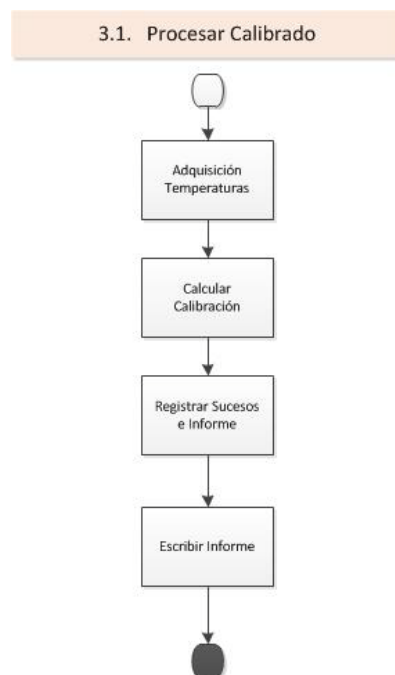 3.1. Procesar Calibrado
Adquisición
Temperaturas
Calcular
Calibración
Registrar Sucesos
e Informe
Escribir Informe